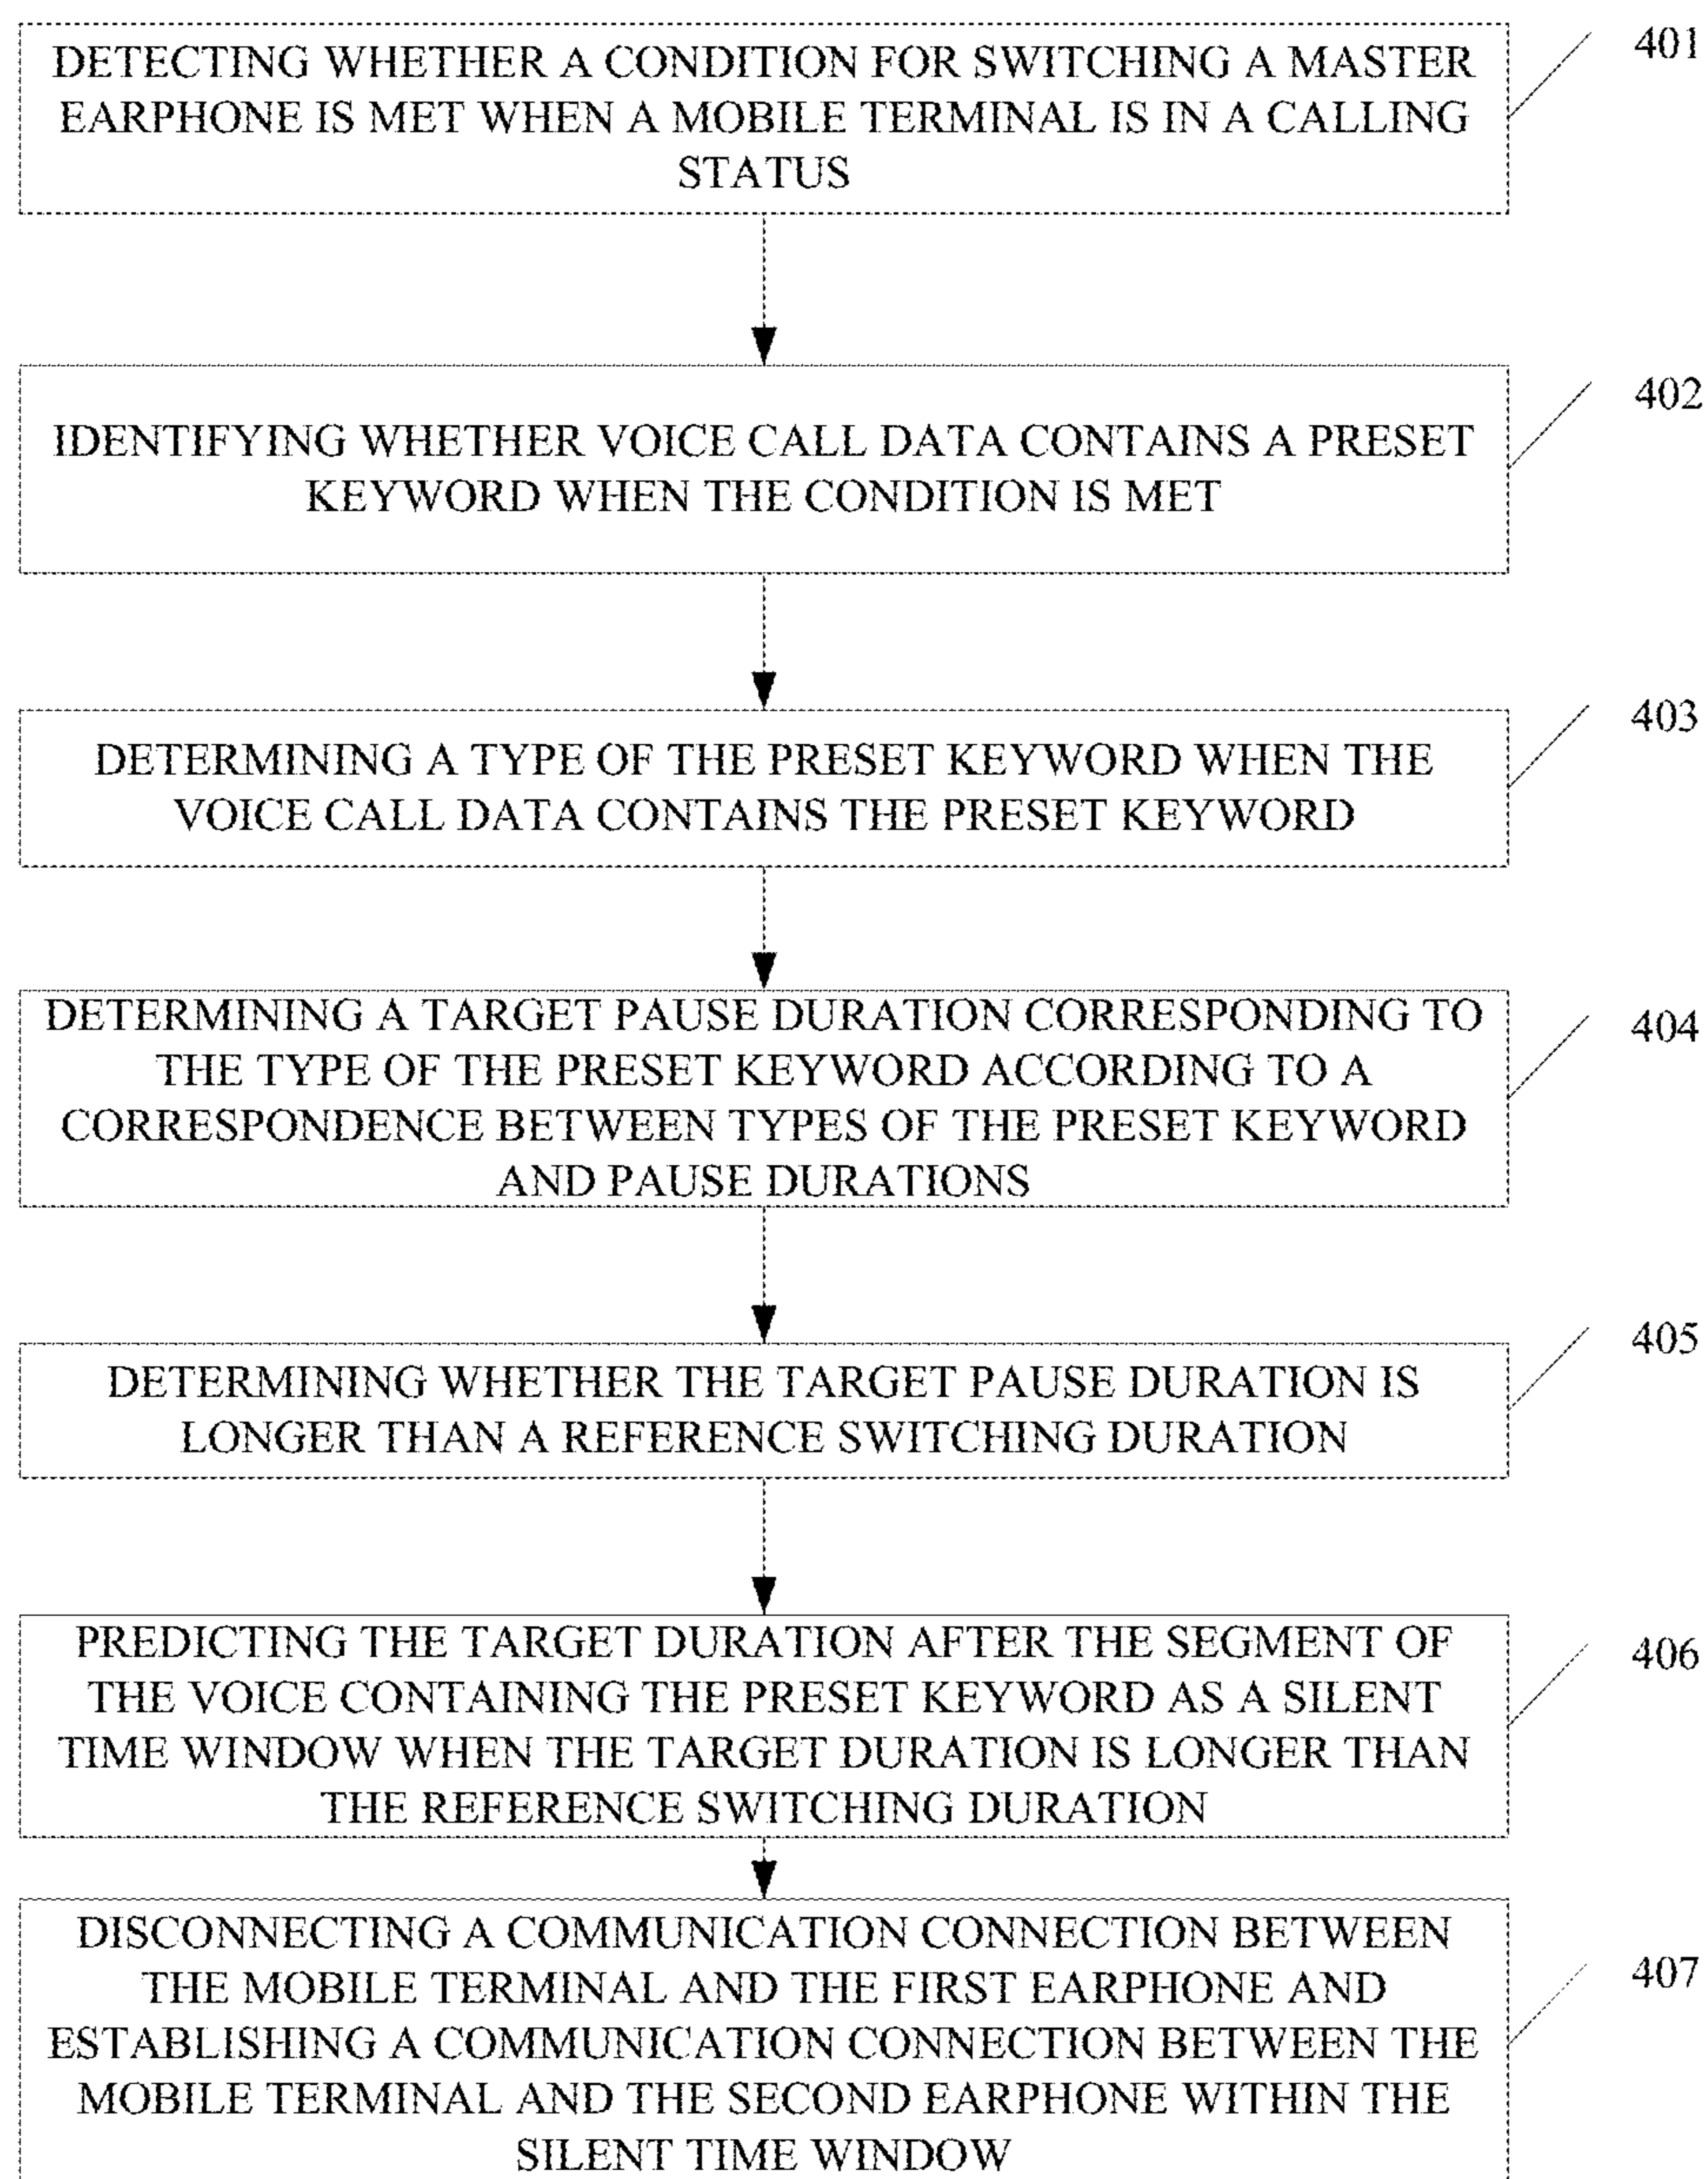 DETECTING WHETHER A CONDITION FOR SWITCHING A MASTER
EARPHONE IS MET WHEN A MOBILE TERMINAL IS IN A CALLING
STATUS
401
IDENTIFYING WHETHER VOICE CALL DATA CONTAINS A PRESET
KEYWORD WHEN THE CONDITION IS MET
402
DETERMINING A TYPE OF THE PRESET KEYWORD WHEN THE
VOICE CALL DATA CONTAINS THE PRESET KEYWORD
403
DETERMINING A TARGET PAUSE DURATION CORRESPONDING TO
THE TYPE OF THE PRESET KEYWORD ACCORDING TO A
CORRESPONDENCE BETWEEN TYPES OF THE PRESET KEYWORD
AND PAUSE DURATIONS
404
DETERMINING WHETHER THE TARGET PAUSE DURATION IS
LONGER THAN A REFERENCE SWITCHING DURATION
405
PREDICTING THE TARGET DURATION AFTER THE SEGMENT OF
THE VOICE CONTAINING THE PRESET KEYWORD AS A SILENT
TIME WINDOW WHEN THE TARGET DURATION IS LONGER THAN
THE REFERENCE SWITCHING DURATION
406
DISCONNECTING A COMMUNICATION CONNECTION BETWEEN
THE MOBILE TERMINAL AND THE FIRST EARPHONE AND
ESTABLISHING A COMMUNICATION CONNECTION BETWEEN THE
MOBILE TERMINAL AND THE SECOND EARPHONE WITHIN THE
SILENT TIME WINDOW
407